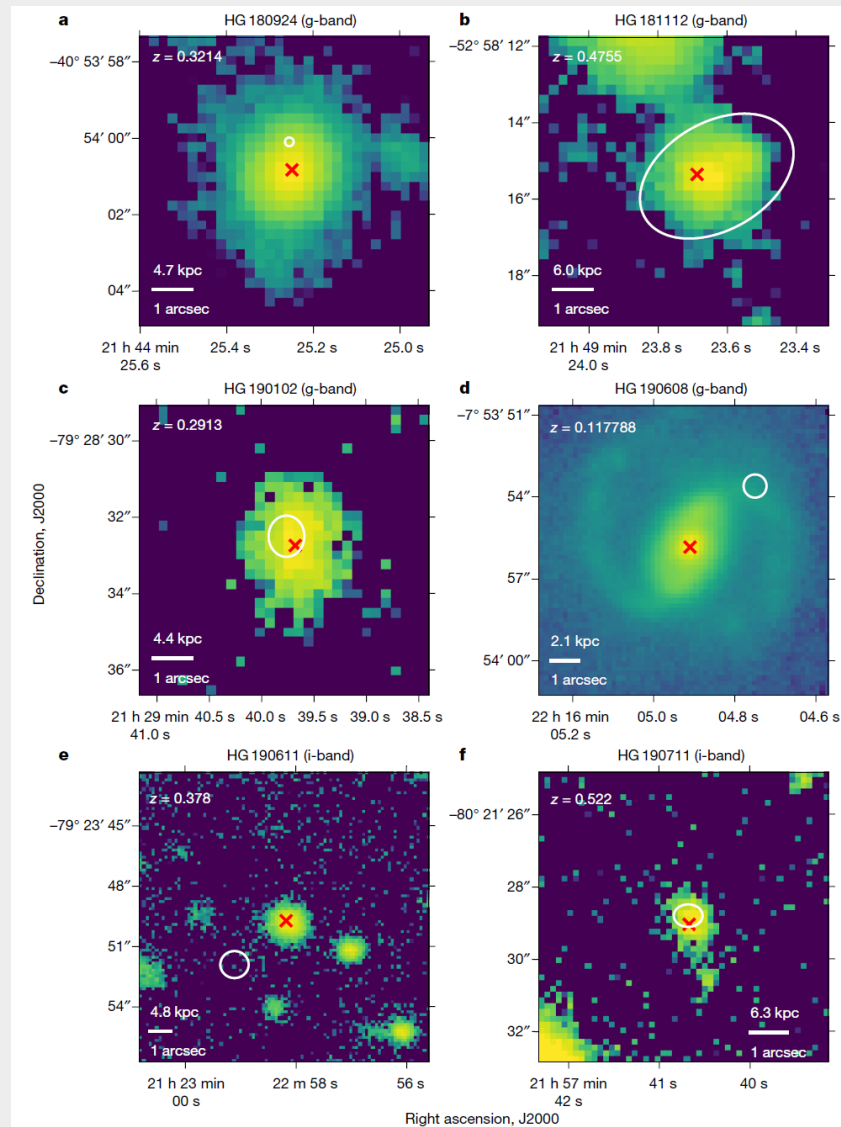 a
HG 180924 (g-band)
−40° 53′ 58″
54′ 00″
02″
04″
z = 0.3214
4.7 kpc
1 arcsec
21 h 44 min
25.6 s
25.4 s
25.2 s
25.0 s
b
HG 181112 (g-band)
−52° 58′ 12″
14″
16″
18″
z = 0.4755
6.0 kpc
1 arcsec
21 h 49 min
24.0 s
23.8 s
23.6 s
23.4 s
Declination, J2000
c
HG 190102 (g-band)
−79° 28′ 30″
32″
34″
36″
z = 0.2913
4.4 kpc
1 arcsec
21 h 29 min
41.0 s
40.5 s
40.0 s
39.5 s
39.0 s
38.5 s
d
HG 190608 (g-band)
−7° 53′ 51″
54″
57″
54′ 00″
z = 0.117788
2.1 kpc
1 arcsec
22 h 16 min
05.2 s
05.0 s
04.8 s
04.6 s
e
HG 190611 (i-band)
−79° 23′ 45″
48″
51″
54″
z = 0.378
4.8 kpc
1 arcsec
21 h 23 min
00 s
22 m 58 s
56 s
f
HG 190711 (i-band)
−80° 21′ 26″
28″
30″
32″
z = 0.522
6.3 kpc
1 arcsec
21 h 57 min
42 s
41 s
40 s
Right ascension, J2000